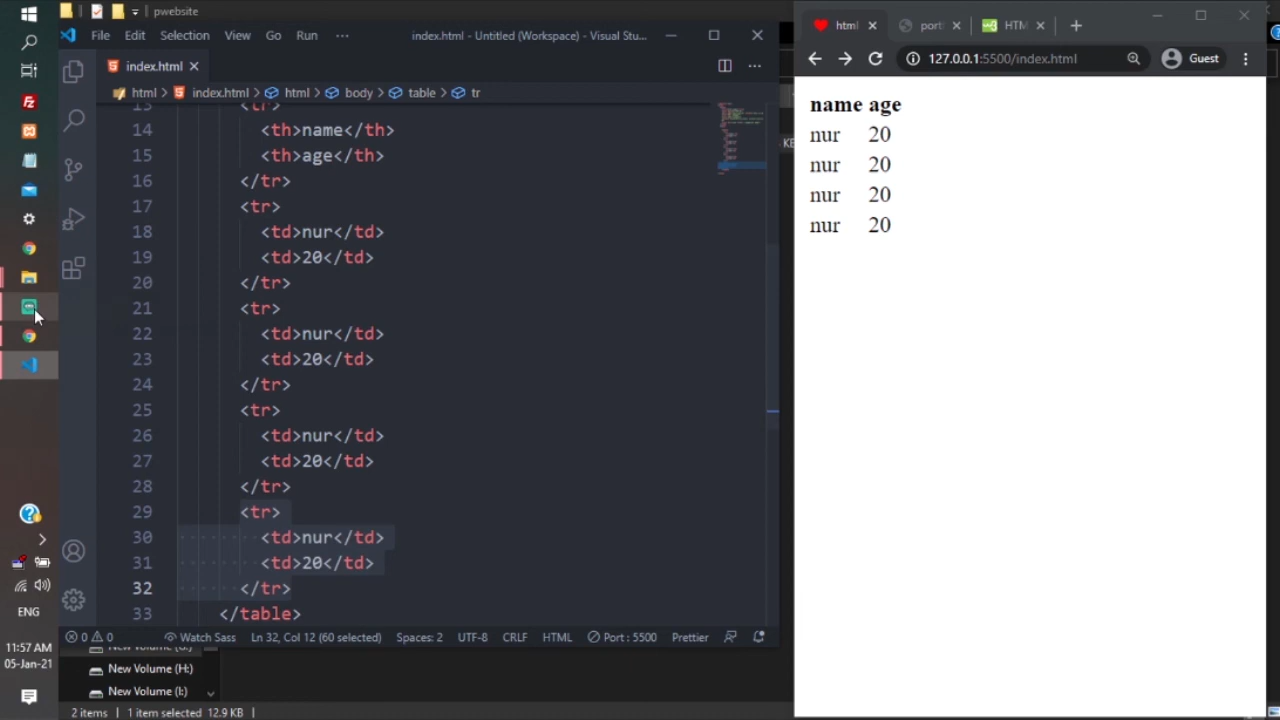 pwebsite
File Edit Selection View Go Run ··· index.html - Untitled (Workspace) - Visual Stu...
index.html
html > index.html > html > body > table > tr
13 <tr>
14 <th>name</th>
15 <th>age</th>
16 </tr>
17 <tr>
18 <td>nur</td>
19 <td>20</td>
20 </tr>
21 <tr>
22 <td>nur</td>
23 <td>20</td>
24 </tr>
25 <tr>
26 <td>nur</td>
27 <td>20</td>
28 </tr>
29 <tr>
30 <td>nur</td>
31 <td>20</td>
32 </tr>
33 </table>
0 0 Watch Sass Ln 32, Col 12 (60 selected) Spaces: 2 UTF-8 CRLF HTML Port : 5500 Prettier
New Volume (H:)
New Volume (I:)
2 items | 1 item selected 12.9 KB |
ENG
11:57 AM
05-Jan-21
html port HTM
127.0.0.1:5500/index.html Guest
name age
nur 20
nur 20
nur 20
nur 20